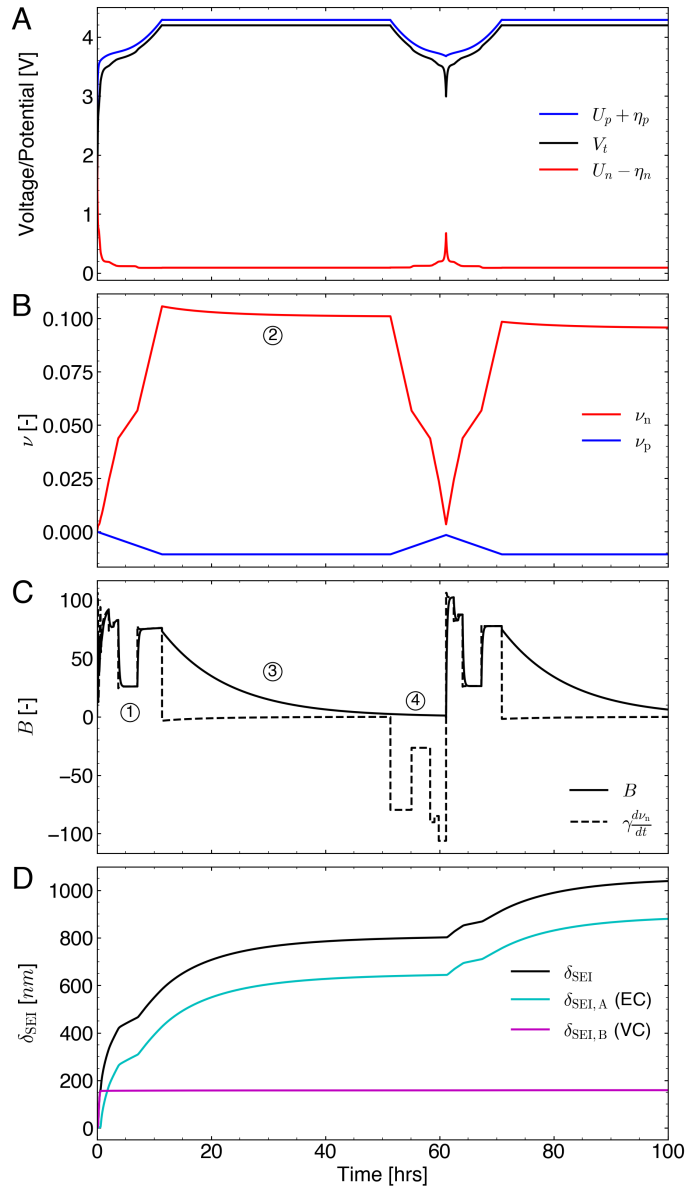 A
4
3
2
1
0
Voltage/Potential [V]
U_p + η_p
V_t
U_n − η_n
B
0.100
0.075
0.050
0.025
0.000
ν [-]
②
ν_n
ν_p
C
100
50
0
−50
−100
B [-]
①
③
④
B
γ dν_n/dt
D
1000
800
600
400
200
0
δ_SEI [nm]
δ_SEI
δ_SEI,A (EC)
δ_SEI,B (VC)
0 20 40 60 80 100
Time [hrs]